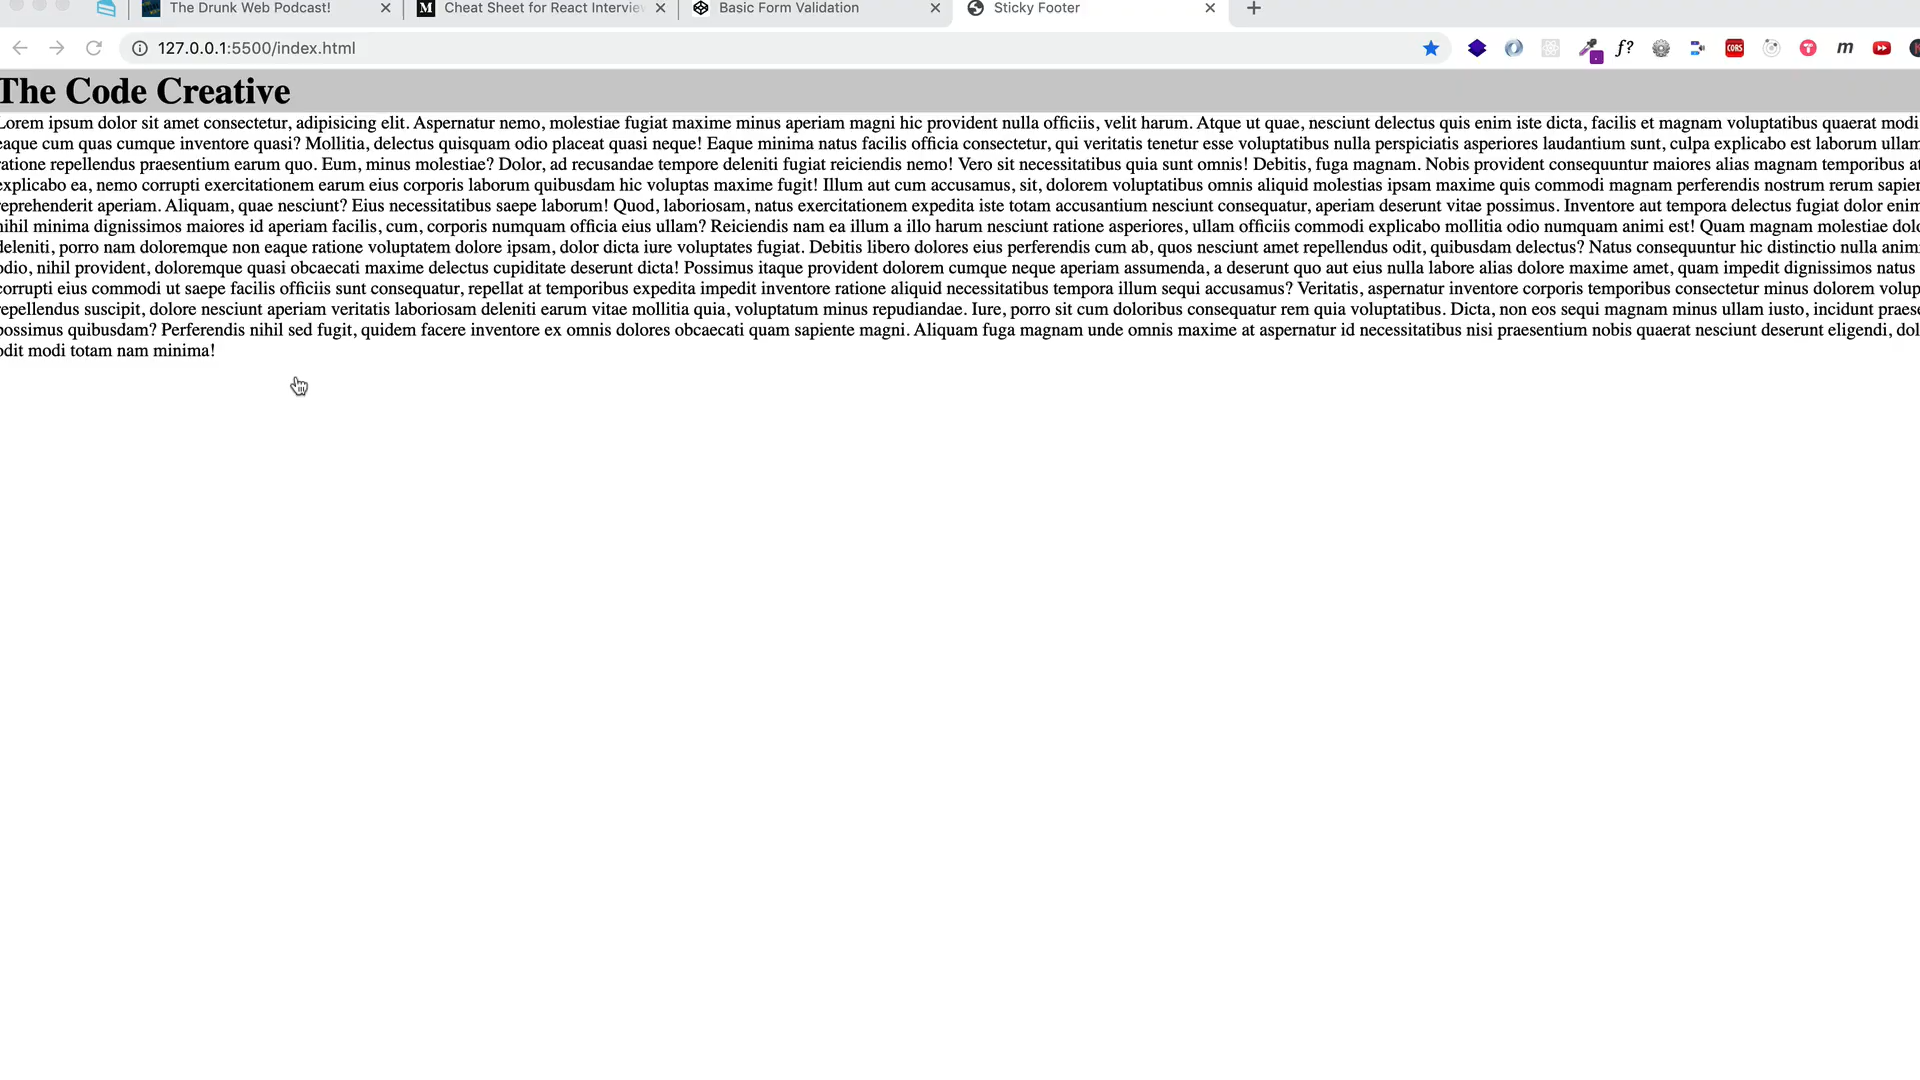 The Drunk Web Podcast!
Cheat Sheet for React Intervie
Basic Form Validation
Sticky Footer
127.0.0.1:5500/index.html
f?
CORS
m
The Code Creative
Lorem ipsum dolor sit amet consectetur, adipisicing elit. Aspernatur nemo, molestiae fugiat maxime minus aperiam magni hic provident nulla officiis, velit harum. Atque ut quae, nesciunt delectus quis enim iste dicta, facilis et magnam voluptatibus quaerat modi
eaque cum quas cumque inventore quasi? Mollitia, delectus quisquam odio placeat quasi neque! Eaque minima natus facilis officia consectetur, qui veritatis tenetur esse voluptatibus nulla perspiciatis asperiores laudantium sunt, culpa explicabo est laborum ullam
ratione repellendus praesentium earum quo. Eum, minus molestiae? Dolor, ad recusandae tempore deleniti fugiat reiciendis nemo! Vero sit necessitatibus quia sunt omnis! Debitis, fuga magnam. Nobis provident consequuntur maiores alias magnam temporibus at
explicabo ea, nemo corrupti exercitationem earum eius corporis laborum quibusdam hic voluptas maxime fugit! Illum aut cum accusamus, sit, dolorem voluptatibus omnis aliquid molestias ipsam maxime quis commodi magnam perferendis nostrum rerum sapien
reprehenderit aperiam. Aliquam, quae nesciunt? Eius necessitatibus saepe laborum! Quod, laboriosam, natus exercitationem expedita iste totam accusantium nesciunt consequatur, aperiam deserunt vitae possimus. Inventore aut tempora delectus fugiat dolor enim
nihil minima dignissimos maiores id aperiam facilis, cum, corporis numquam officia eius ullam? Reiciendis nam ea illum a illo harum nesciunt ratione asperiores, ullam officiis commodi explicabo mollitia odio numquam animi est! Quam magnam molestiae dolo
deleniti, porro nam doloremque non eaque ratione voluptatem dolore ipsam, dolor dicta iure voluptates fugiat. Debitis libero dolores eius perferendis cum ab, quos nesciunt amet repellendus odit, quibusdam delectus? Natus consequuntur hic distinctio nulla anim
odio, nihil provident, doloremque quasi obcaecati maxime delectus cupiditate deserunt dicta! Possimus itaque provident dolorem cumque neque aperiam assumenda, a deserunt quo aut eius nulla labore alias dolore maxime amet, quam impedit dignissimos natus
corrupti eius commodi ut saepe facilis officiis sunt consequatur, repellat at temporibus expedita impedit inventore ratione aliquid necessitatibus tempora illum sequi accusamus? Veritatis, aspernatur inventore corporis temporibus consectetur minus dolorem volup
repellendus suscipit, dolore nesciunt aperiam veritatis laboriosam deleniti earum vitae mollitia quia, voluptatum minus repudiandae. Iure, porro sit cum doloribus consequatur rem quia voluptatibus. Dicta, non eos sequi magnam minus ullam iusto, incidunt praese
possimus quibusdam? Perferendis nihil sed fugit, quidem facere inventore ex omnis dolores obcaecati quam sapiente magni. Aliquam fuga magnam unde omnis maxime at aspernatur id necessitatibus nisi praesentium nobis quaerat nesciunt deserunt eligendi, dol
odit modi totam nam minima!